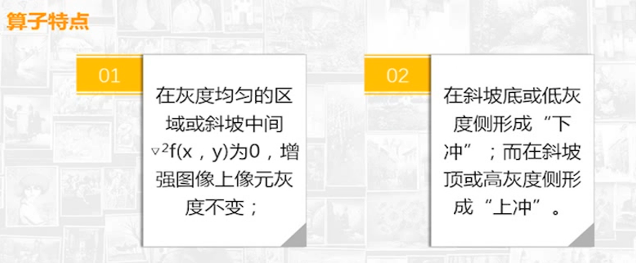 算子特点
01
在灰度均匀的区
域或斜坡中间
▽²f(x，y)为0，增
强图像上像元灰
度不变；
02
在斜坡底或低灰
度侧形成“下
冲”；而在斜坡
顶或高灰度侧形
成“上冲”。